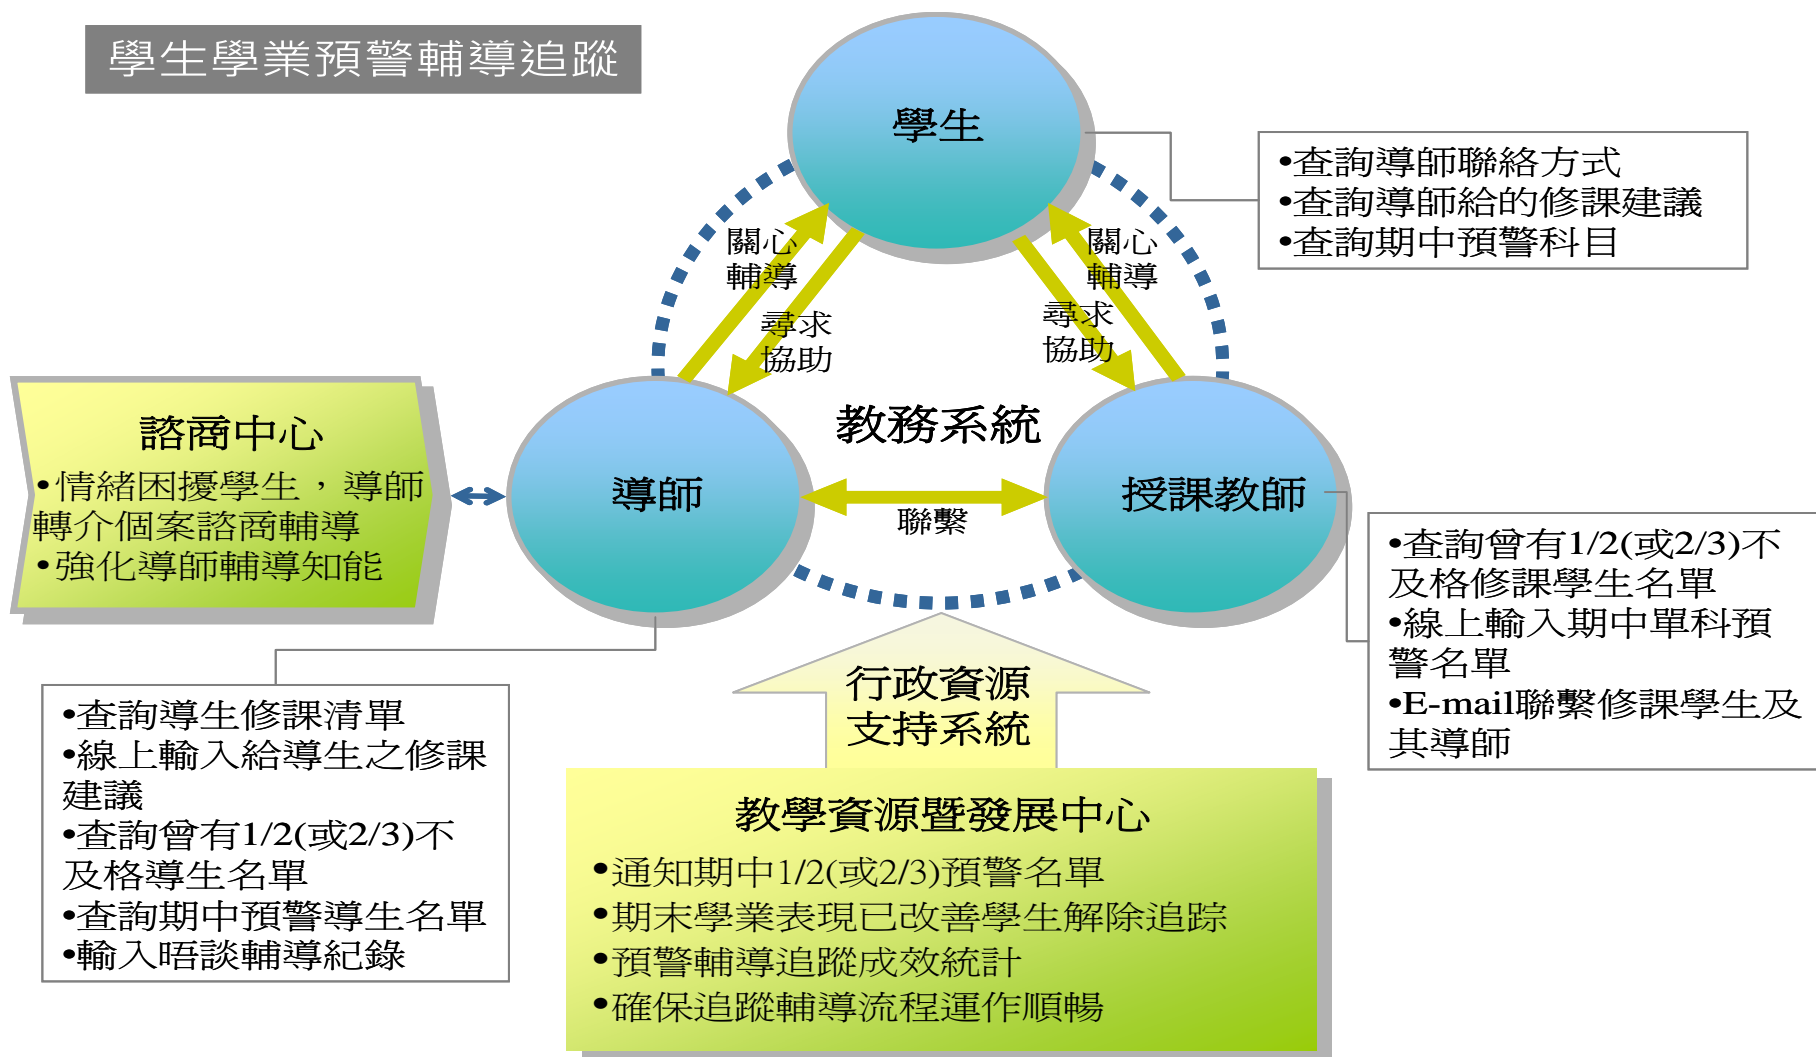 學生學業預警輔導追蹤
學生
•查詢導師聯絡方式
•查詢導師給的修課建議
•查詢期中預警科目
關心
輔導
尋求
協助
關心
輔導
尋求
協助
教務系統
諮商中心
•情緒困擾學生，導師
轉介個案諮商輔導
•強化導師輔導知能
導師
聯繫
授課教師
•查詢曾有1/2(或2/3)不
及格修課學生名單
•線上輸入期中單科預
警名單
•E-mail聯繫修課學生及
其導師
•查詢導生修課清單
•線上輸入給導生之修課
建議
•查詢曾有1/2(或2/3)不
及格導生名單
•查詢期中預警導生名單
•輸入晤談輔導紀錄
行政資源
支持系統
教學資源暨發展中心
•通知期中1/2(或2/3)預警名單
•期末學業表現已改善學生解除追踪
•預警輔導追蹤成效統計
•確保追蹤輔導流程運作順暢